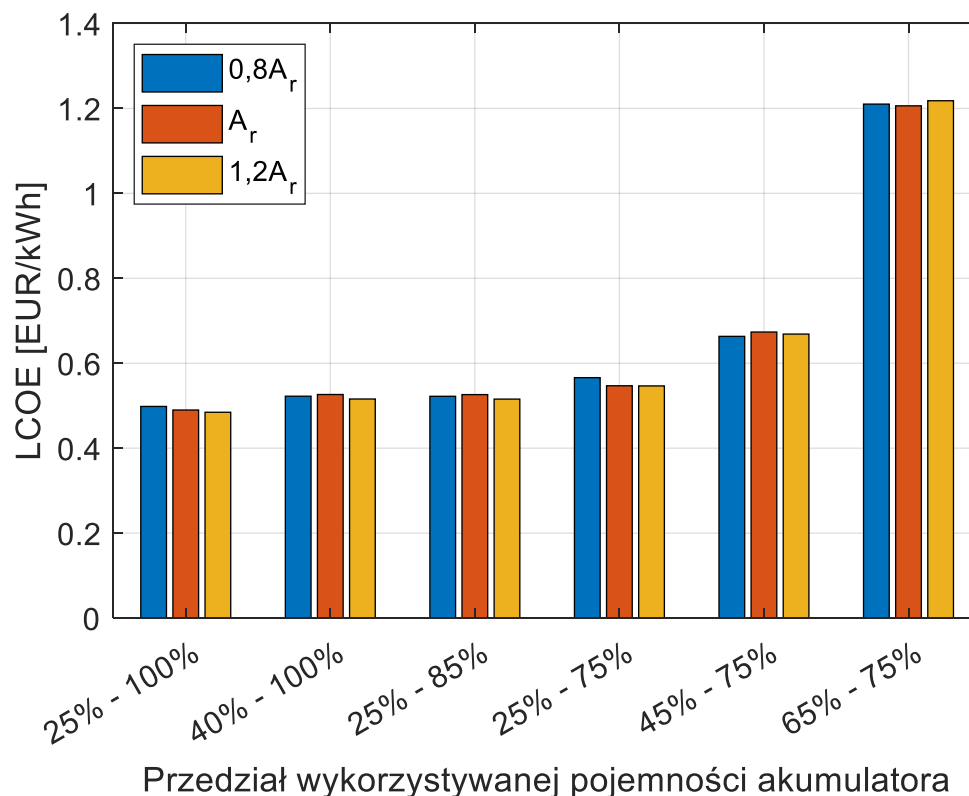 1.4
1.2
1
0.8
0.6
0.4
0.2
0
LCOE [EUR/kWh]
0,8Ar
Ar
1,2Ar
25% - 100%
40% - 100%
25% - 85%
25% - 75%
45% - 75%
65% - 75%
Przedział wykorzystywanej pojemności akumulatora